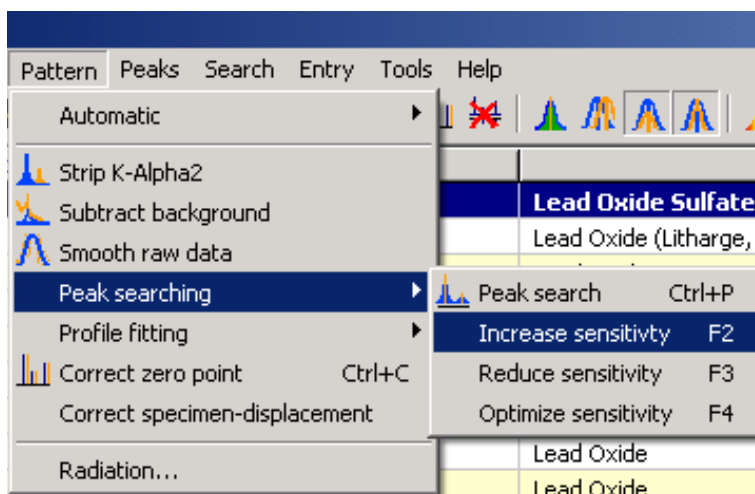 Pattern Peaks Search Entry Tools Help
Automatic
Strip K-Alpha2
Lead Oxide Sulfate
Subtract background
Lead Oxide (Litharge,
Smooth raw data
Peak searching
Peak search Ctrl+P
Profile fitting
Increase sensitivty F2
Correct zero point Ctrl+C
Reduce sensitivity F3
Correct specimen-displacement
Optimize sensitivity F4
Lead Oxide
Radiation...
Lead Oxide